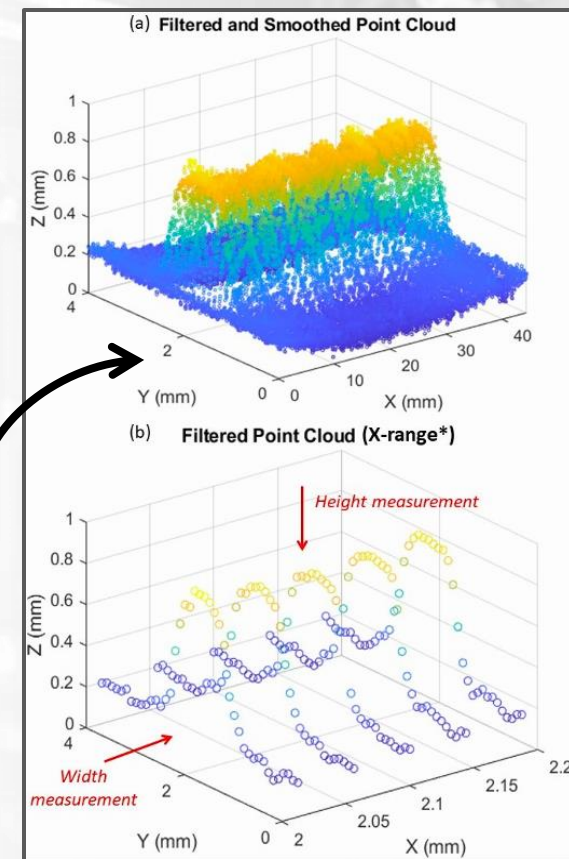 (a) Filtered and Smoothed Point Cloud
1
0.8
0.6
0.4
0.2
0
Z (mm)
4
2
0
Y (mm)
0
10
20
30
40
X (mm)
(b) Filtered Point Cloud (X-range*)
Height measurement
1
0.8
0.6
0.4
0.2
0
Z (mm)
Width
measurement
4
2
0
Y (mm)
2
2.05
2.1
2.15
2.2
X (mm)